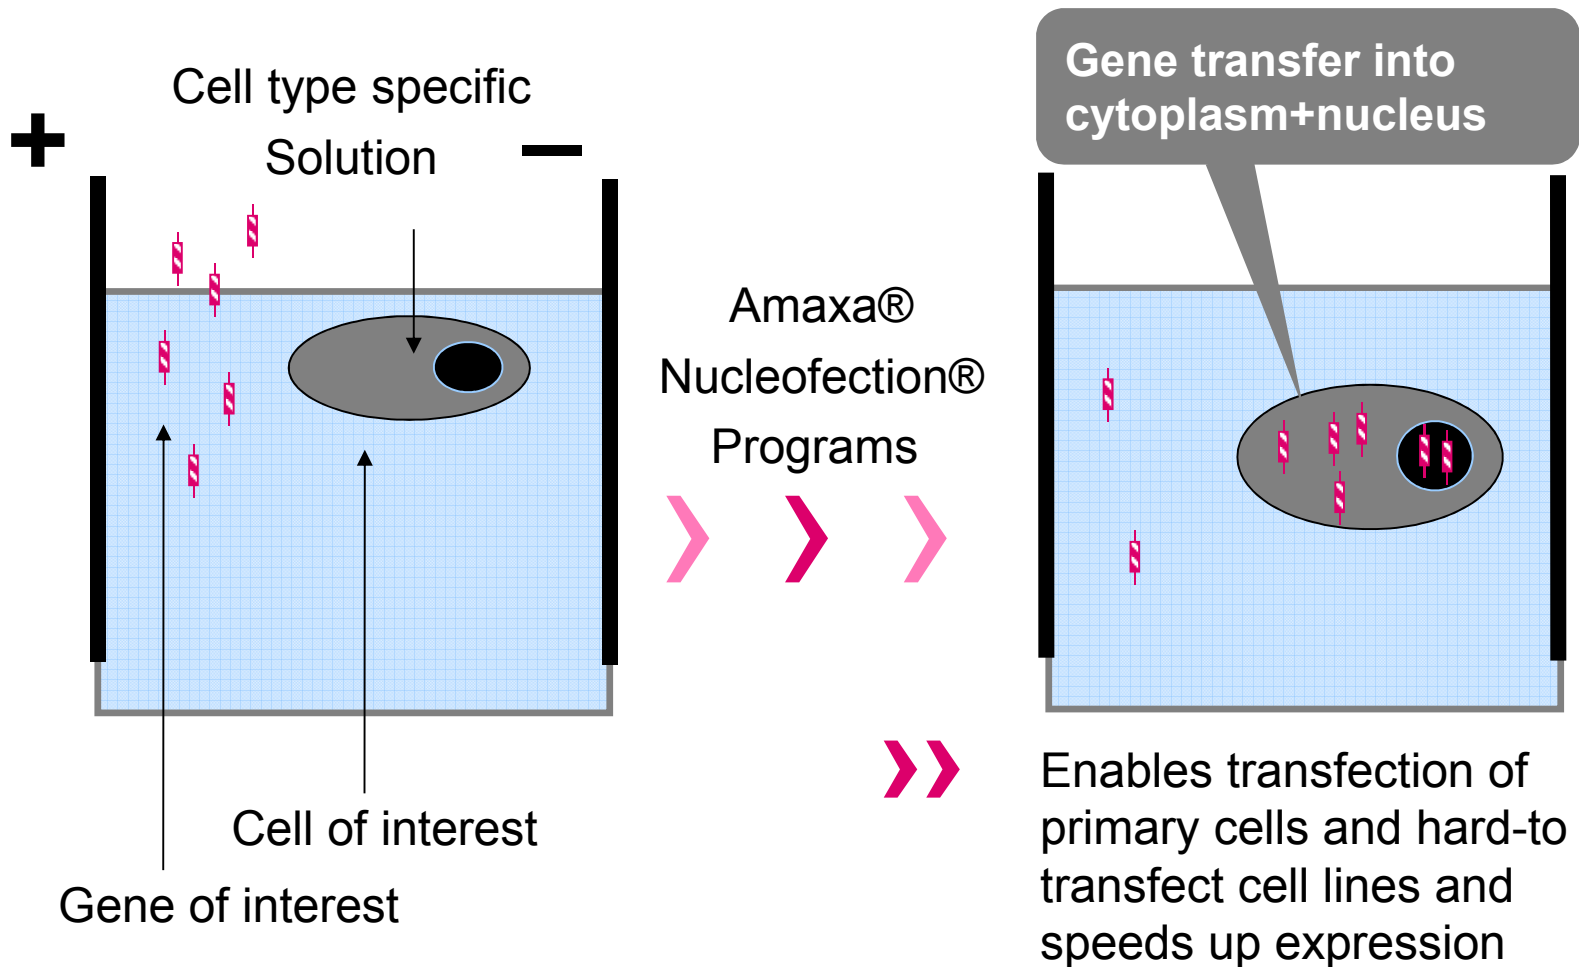 Cell type specific
Solution
+
–
Gene transfer into
cytoplasm+nucleus
Amaxa®
Nucleofection®
Programs
Cell of interest
Gene of interest
Enables transfection of
primary cells and hard-to
transfect cell lines and
speeds up expression